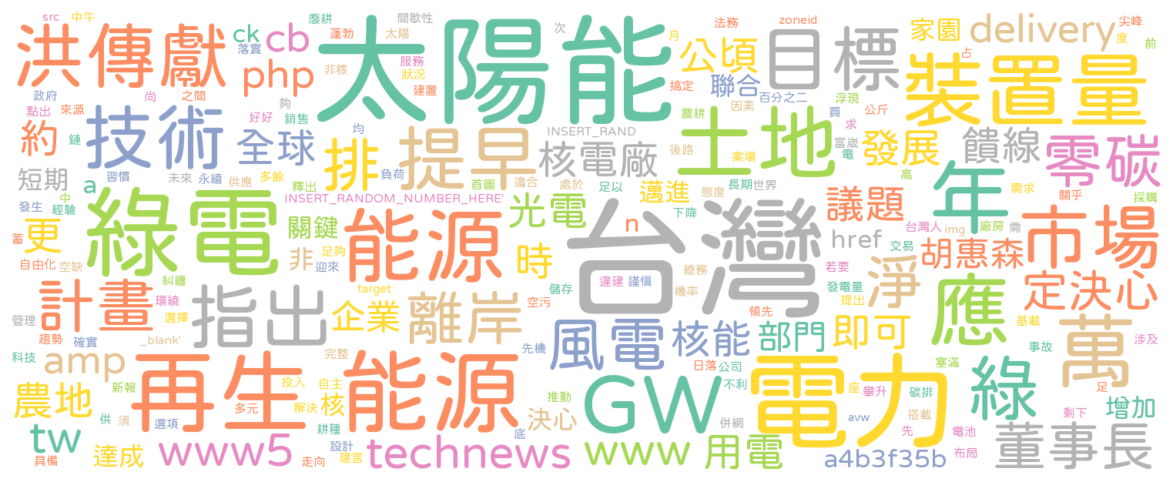 src 中午 廢耕 間歇性 次 月 法務 zoneid 尖峰
洪傳獻 蓬勃 太陽 太陽能 公頃 目標 家園 delivery 度 前
ck cb 落實 非核 服務 狀況 建置 php 聯合 裝置量
政府 來源 之間 搞定 百分之二 因素 浮現 公斤 占
點出 尚 好好 夠 銷售 農耕 買 求
約 鏈 技術 全球 均 排 提早 INSERT_RAND 核電廠 後路 土地 案場 富嵐 電 發展 饋線 零碳
短期 習慣 未來 永續 供應 多餘 負荷 首圖 適合 處於 足以 邁進 態度 長期 世界 高 需求 採購
a 發生 中 經驗 釋出 INSERT_RANDOM_NUMBER_HERE' 光電 下降 議題 年 關乎
綠電 關鍵 能源 台灣 n 台灣人 廠房 需 市場
蓄 更 非 足夠 迎來 時 違建 謹慎 總務 href img 交易 胡惠森
自由化 空缺 糾纏 target 儲存 機率 若要 發電量 淨 定決心
計畫 環繞 指出 企業 離岸 空污 領先 提出 應 基載
管理 趨勢 確實 選擇 _blank' 完整 先機 風電 核能 部門 即可 事故 涉及 萬
科技 amp 再生 能源 日落 公司 塞滿 綠 足
農地 新報 投入 自主 GW 不利 電力 座 攀升 碳排 增加
多元 解決 核 推動 決心 併網 avw 搭載 剩下
供 須 選項 耕種 設計 底 先 電池
tw 具備 達成 www5 走向 建言 technews www 用電 a4b3f35b 布局 董事長